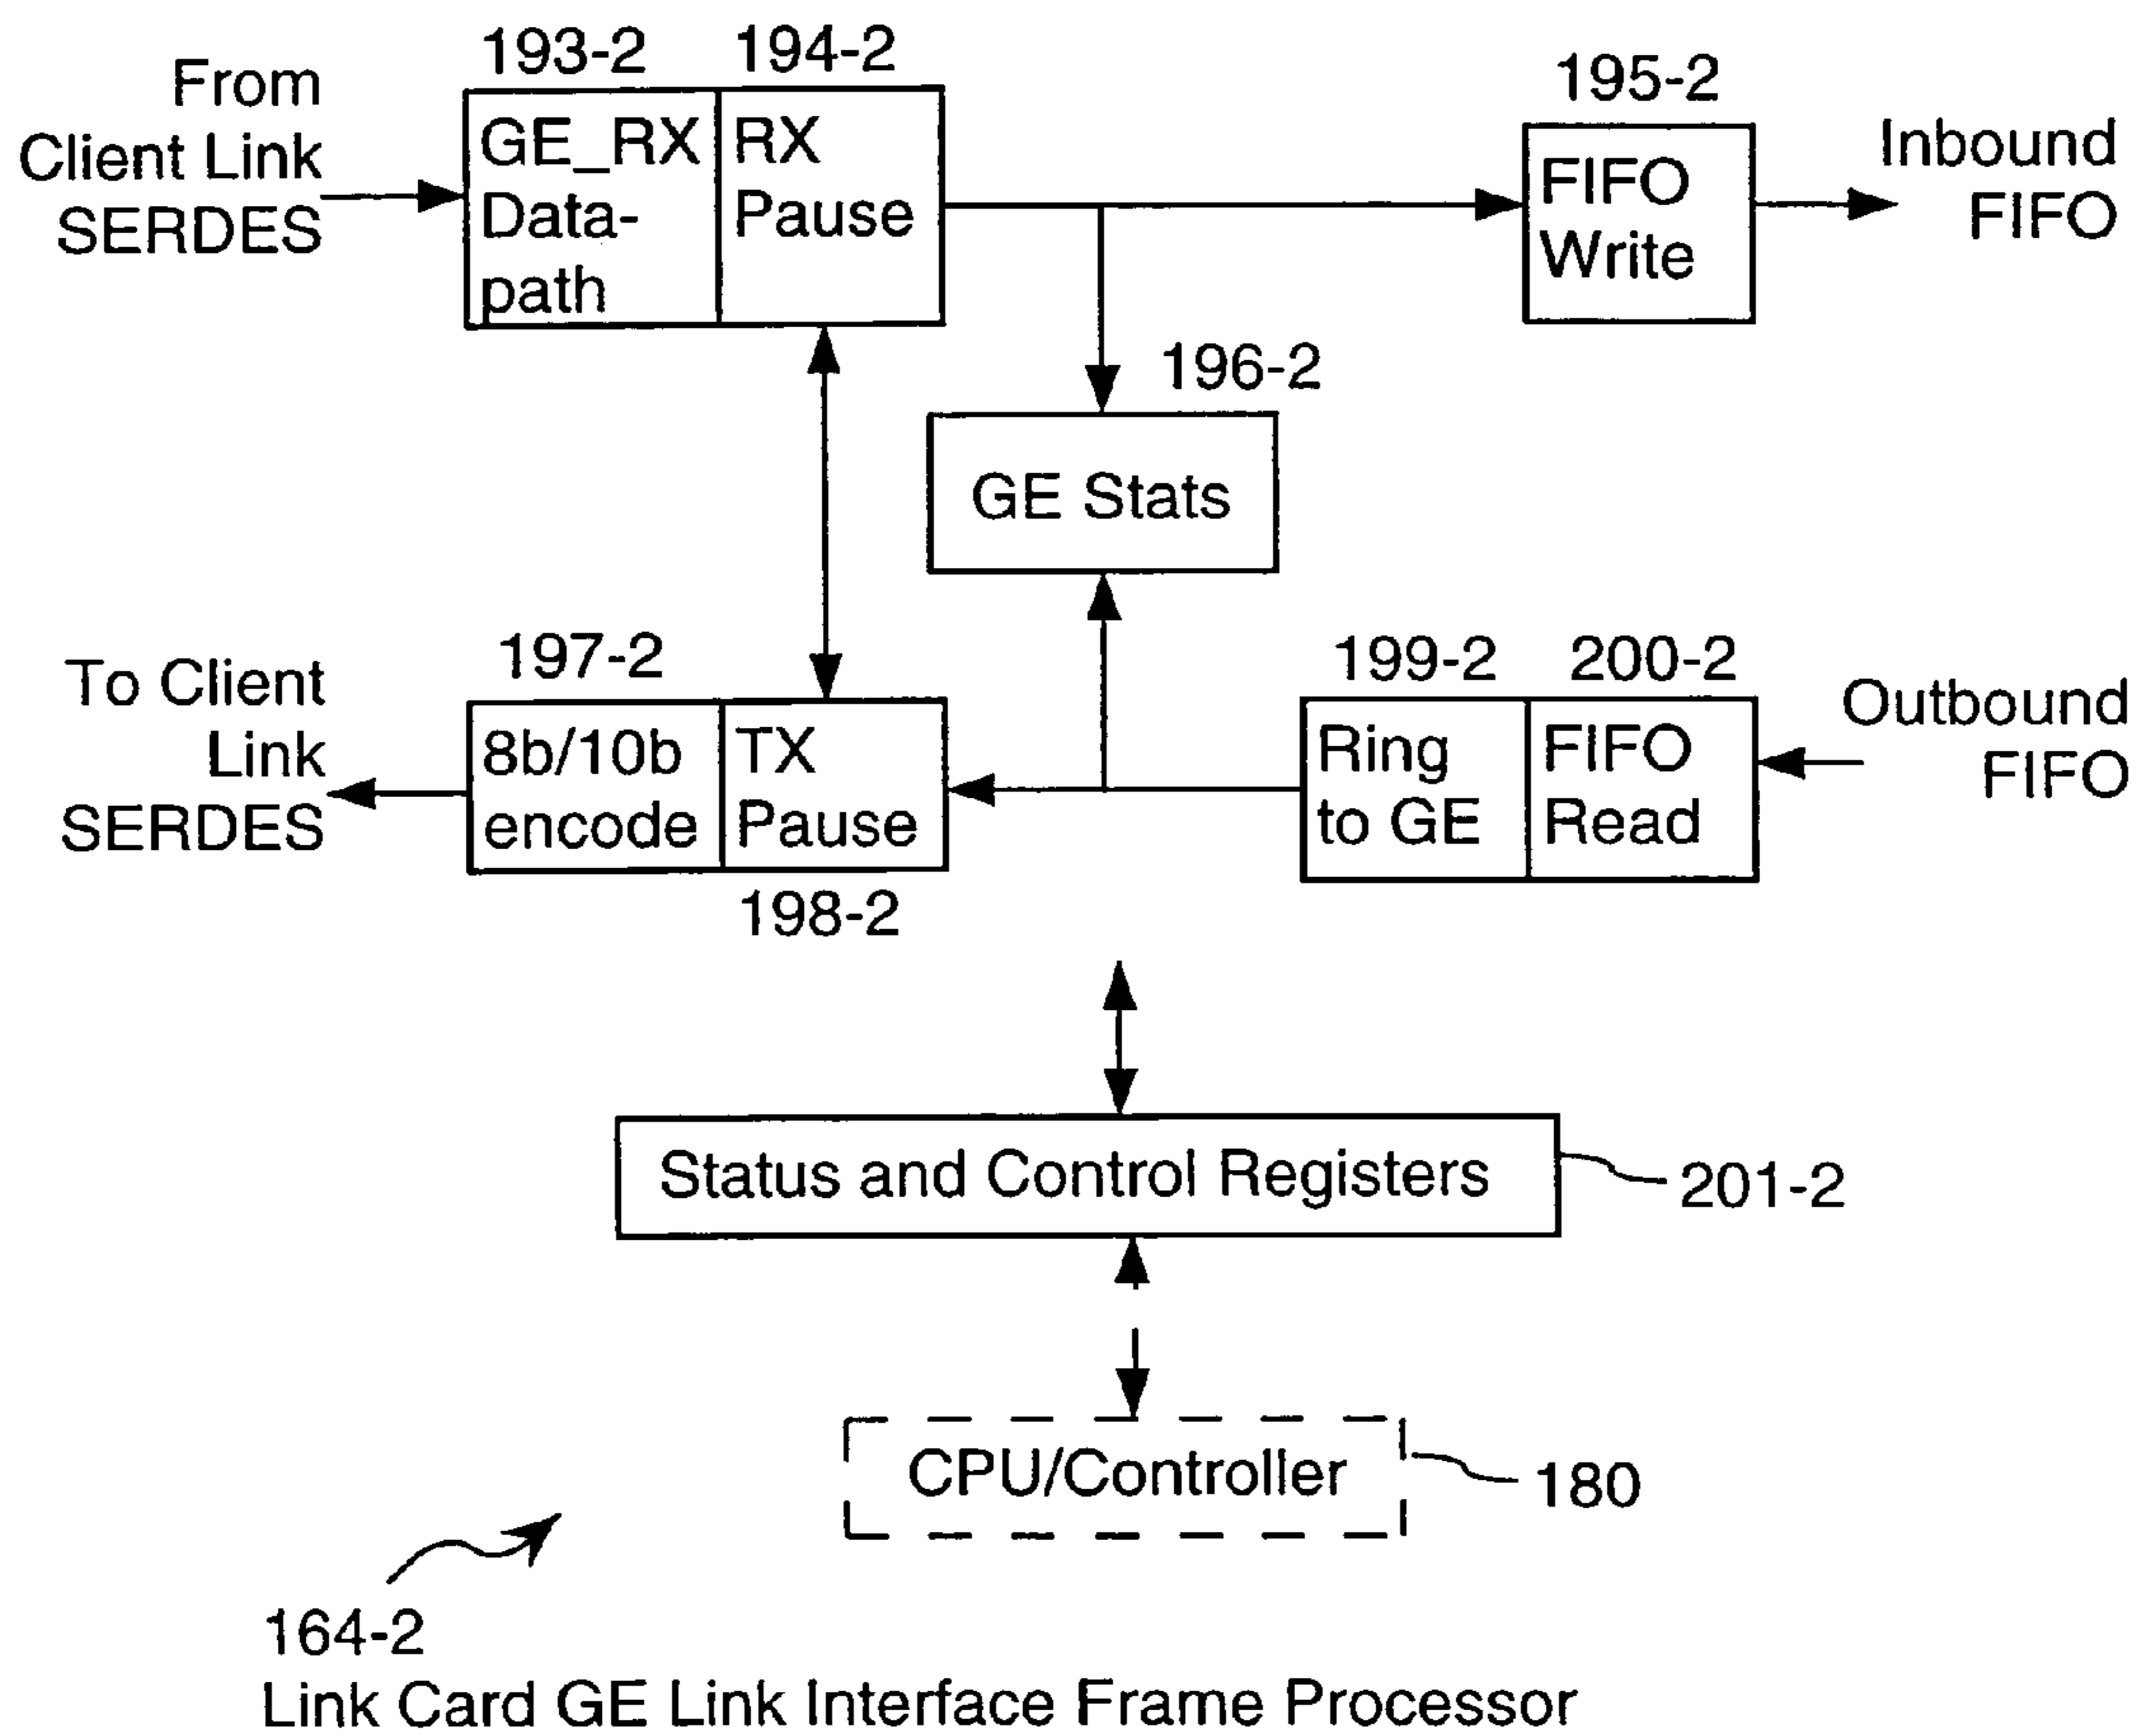 193-2
194-2
From
Client Link
SERDES
GE_RX
Data-
path
RX
Pause
195-2
FIFO
Write
Inbound
FIFO
196-2
GE Stats
To Client
Link
SERDES
197-2
8b/10b
encode
TX
Pause
198-2
199-2
200-2
Ring
to GE
FIFO
Read
Outbound
FIFO
Status and Control Registers
201-2
CPU/Controller
180
164-2
Link Card GE Link Interface Frame Processor